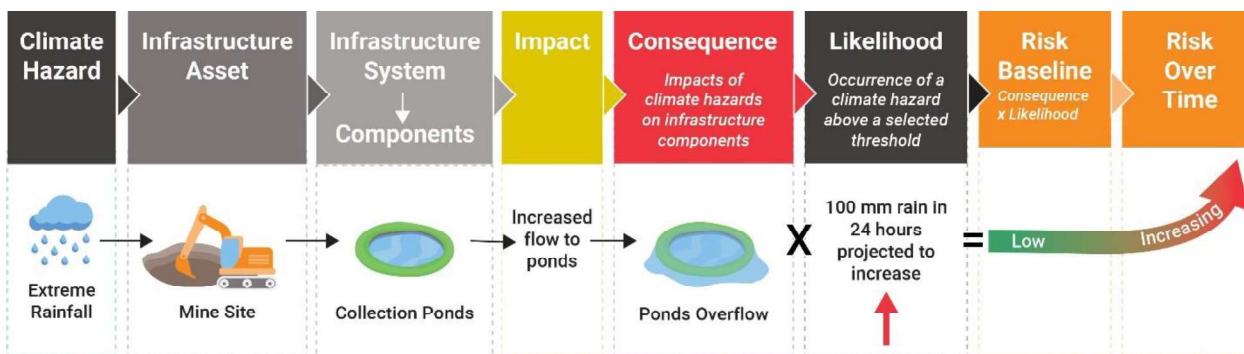 Climate
Hazard
Infrastructure
Asset
Infrastructure
System
Components
Impact
Consequence
Impacts of
climate hazards
on infrastructure
components
Likelihood
Occurrence of a
climate hazard
above a selected
threshold
Risk
Baseline
Consequence
x Likelihood
Risk
Over
Time
Extreme
Rainfall
Mine Site
Collection Ponds
Increased
flow to
ponds
Ponds Overflow
X
100 mm rain in
24 hours
projected to
increase
=
Low
Increasing